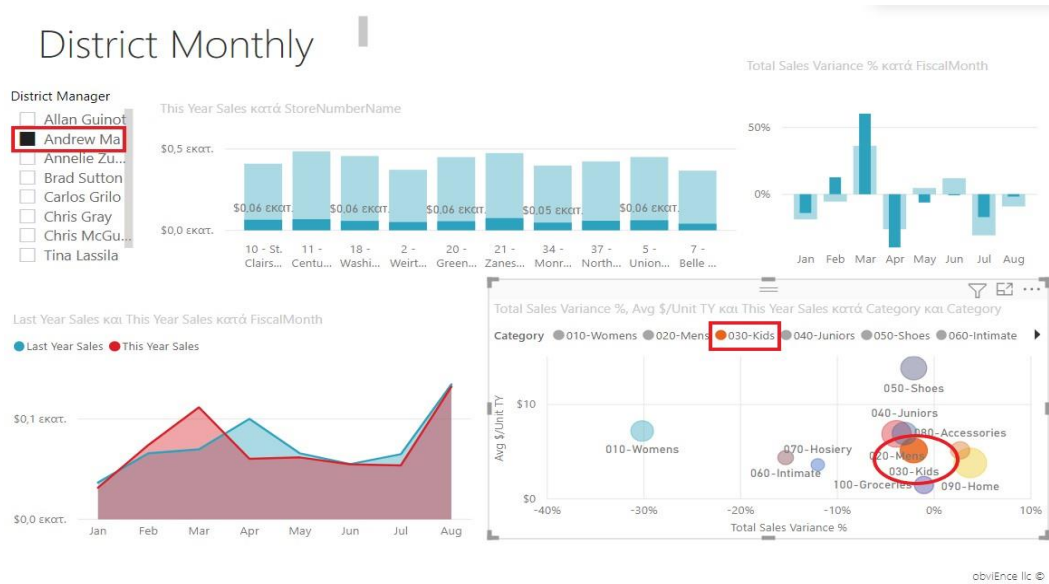 District Monthly
District Manager
Allan Guinot
Andrew Ma
Annelie Zu...
Brad Sutton
Carlos Grilo
Chris Gray
Chris McGu...
Tina Lassila
This Year Sales κατά StoreNumberName
$0,5 εκατ.
$0,0 εκατ.
$0,06 εκατ. $0,06 εκατ. $0,06 εκατ. $0,05 εκατ. $0,06 εκατ.
10 - St. Clairs...
11 - Centu...
18 - Washi...
2 - Weirt...
20 - Green...
21 - Zanes...
34 - Monr...
37 - North...
5 - Union...
7 - Belle ...
Total Sales Variance % κατά FiscalMonth
50%
0%
Jan Feb Mar Apr May Jun Jul Aug
Last Year Sales και This Year Sales κατά FiscalMonth
Last Year Sales This Year Sales
$0,1 εκατ.
$0,0 εκατ.
Jan Feb Mar Apr May Jun Jul Aug
Total Sales Variance %, Avg $/Unit TY και This Year Sales κατά Category και Category
Category 010-Womens 020-Mens 030-Kids 040-Juniors 050-Shoes 060-Intimate
Avg $/Unit TY
$10
$0
050-Shoes
040-Juniors
080-Accessories
010-Womens
070-Hosiery
020-Mens
060-Intimate
030-Kids
100-Groceries
090-Home
-40% -30% -20% -10% 0% 10%
Total Sales Variance %
obviEnce llc ©